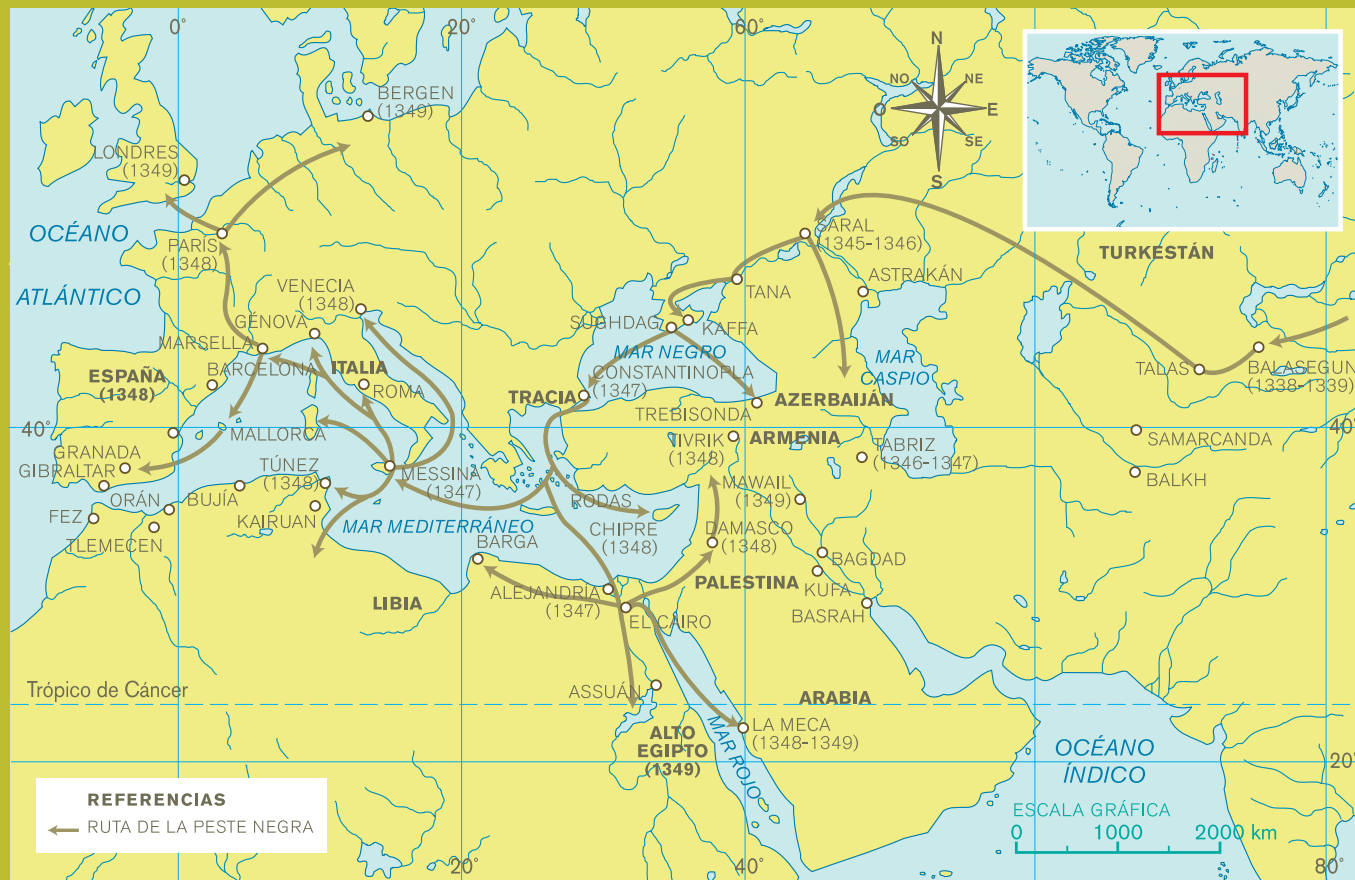 0°
20°
60°
N
NO
NE
O
E
SO
SE
S
BERGEN
(1349)
LONDRES
(1349)
OCÉANO
ATLÁNTICO
PARÍS
(1348)
VENECIA
(1348)
GÉNOVA
MARSELLA
BARCELONA
ITALIA
ROMA
ESPAÑA
(1348)
40°
MALLORCA
GRANADA
GIBRALTAR
TÚNEZ
(1348)
ORÁN
BUJÍA
FEZ
KAIRUAN
TLEMECEN
MESSINA
(1347)
MAR MEDITERRÁNEO
BARGA
LIBIA
SARAL
(1345-1346)
TURKESTÁN
ASTRAKÁN
TANA
SUGHDAG
KAFFA
MAR NEGRO
MAR
CASPIO
CONSTANTINOPLA
(1347)
TRACIA
TREBISONDA
AZERBAIJÁN
TALAS
BALASEGUN
(1338-1339)
TIVRIK
(1348)
ARMENIA
TABRIZ
(1346-1347)
40°
SAMARCANDA
BALKH
MAWAIL
(1349)
RODAS
CHIPRE
(1348)
DAMASCO
(1348)
BAGDAD
PALESTINA
KUFA
BASRAH
ALEJANDRÍA
(1347)
EL CAIRO
Trópico de Cáncer
ASSUÁN
ARABIA
ALTO
EGIPTO
(1349)
MAR ROJO
LA MECA
(1348-1349)
OCÉANO
ÍNDICO
20°
REFERENCIAS
RUTA DE LA PESTE NEGRA
ESCALA GRÁFICA
0 1000 2000 km
20°
40°
80°